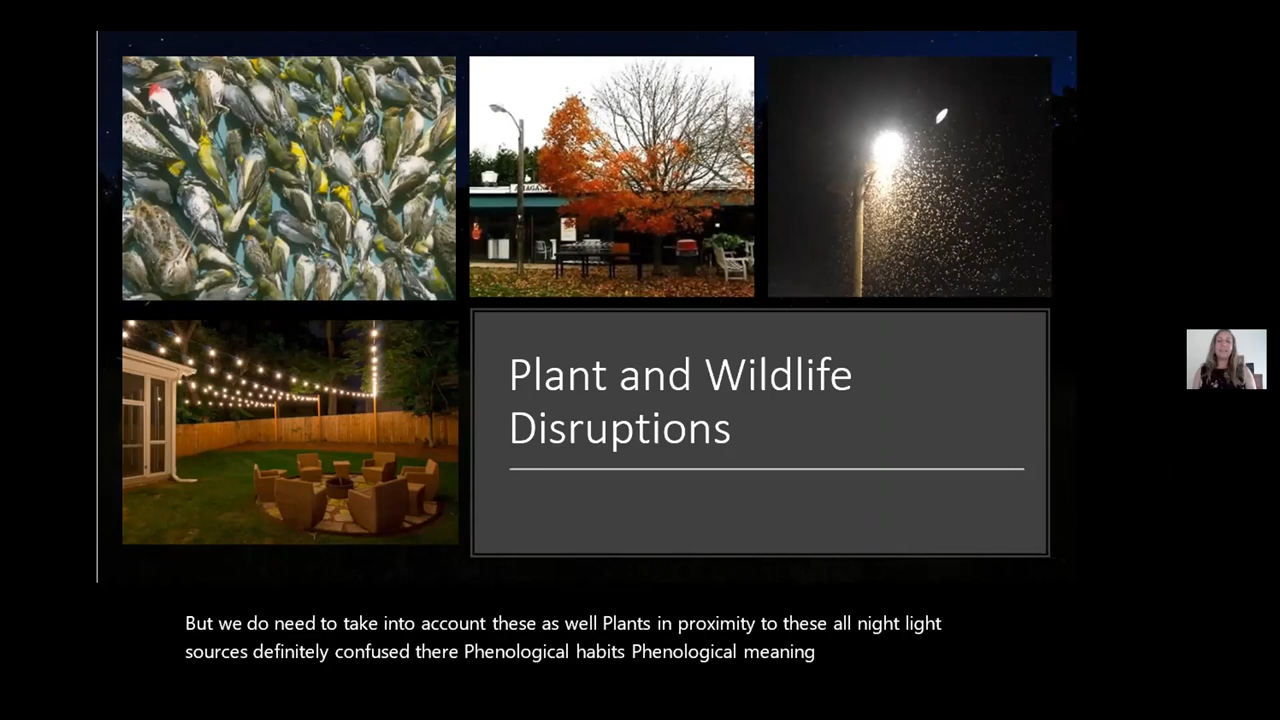 Plant and Wildlife
Disruptions
But we do need to take into account these as well Plants in proximity to these all night light
sources definitely confused there Phenological habits Phenological meaning